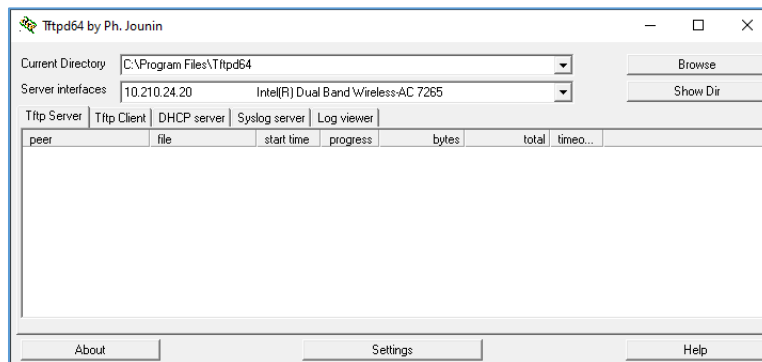 Tftpd64 by Ph. Jounin
Current Directory C:\Program Files\Tftpd64 Browse
Server interfaces 10.210.24.20 Intel(R) Dual Band Wireless-AC 7265 Show Dir
Tftp Server Tftp Client DHCP server Syslog server Log viewer
peer file start time progress bytes total timeo...
About Settings Help